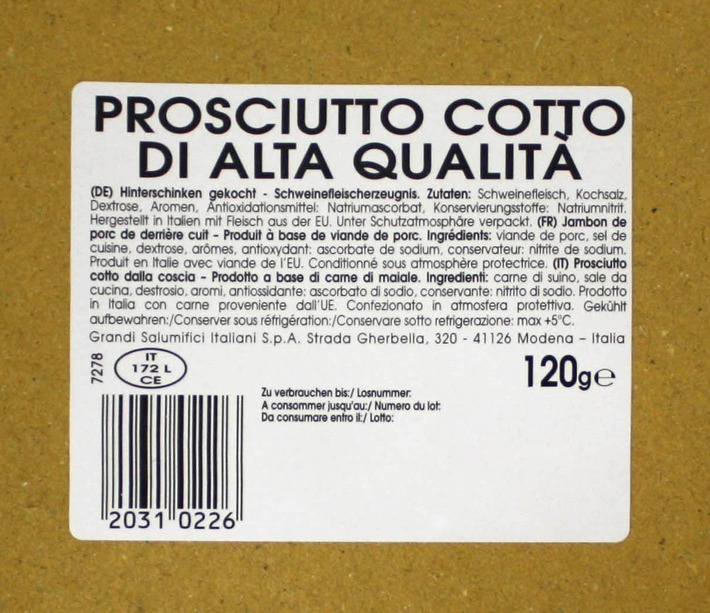 PROSCIUTTO COTTO
DI ALTA QUALITÀ
(DE) Hinterschinken gekocht - Schweinefleischerzeugnis. Zutaten: Schweinefleisch, Kochsalz,
Dextrose, Aromen, Antioxidationsmittel: Natriumascorbat, Konservierungsstoffe: Natriumnitrit.
Hergestellt in Italien mit Fleisch aus der EU. Unter Schutzatmosphäre verpackt. (FR) Jambon de
porc de derrière cuit - Produit à base de viande de porc. Ingrédients: viande de porc, sel de
cuisine, dextrose, arômes, antioxydant: ascorbate de sodium, conservateur: nitrite de sodium.
Produit en Italie avec viande de l'EU. Conditionné sous atmosphère protectrice. (IT) Prosciutto
cotto dalla coscia - Prodotto a base di carne di maiale. Ingredienti: carne di suino, sale da
cucina, destrosio, aromi, antiossidante: ascorbato di sodio, conservante: nitrito di sodio. Prodotto
in Italia con carne proveniente dall'UE. Confezionato in atmosfera protettiva. Gekühlt
aufbewahren:/Conserver sous réfrigération:/Conservare sotto refrigerazione: max +5°C.
Grandi Salumifici Italiani S.p.A. Strada Gherbella, 320 - 41126 Modena - Italia
7278
IT
172 L
CE
120g℮
Zu verbrauchen bis:/ Losnummer:
A consommer jusqu'au:/ Numero du lot:
Da consumare entro il:/ Lotto:
2031 0226